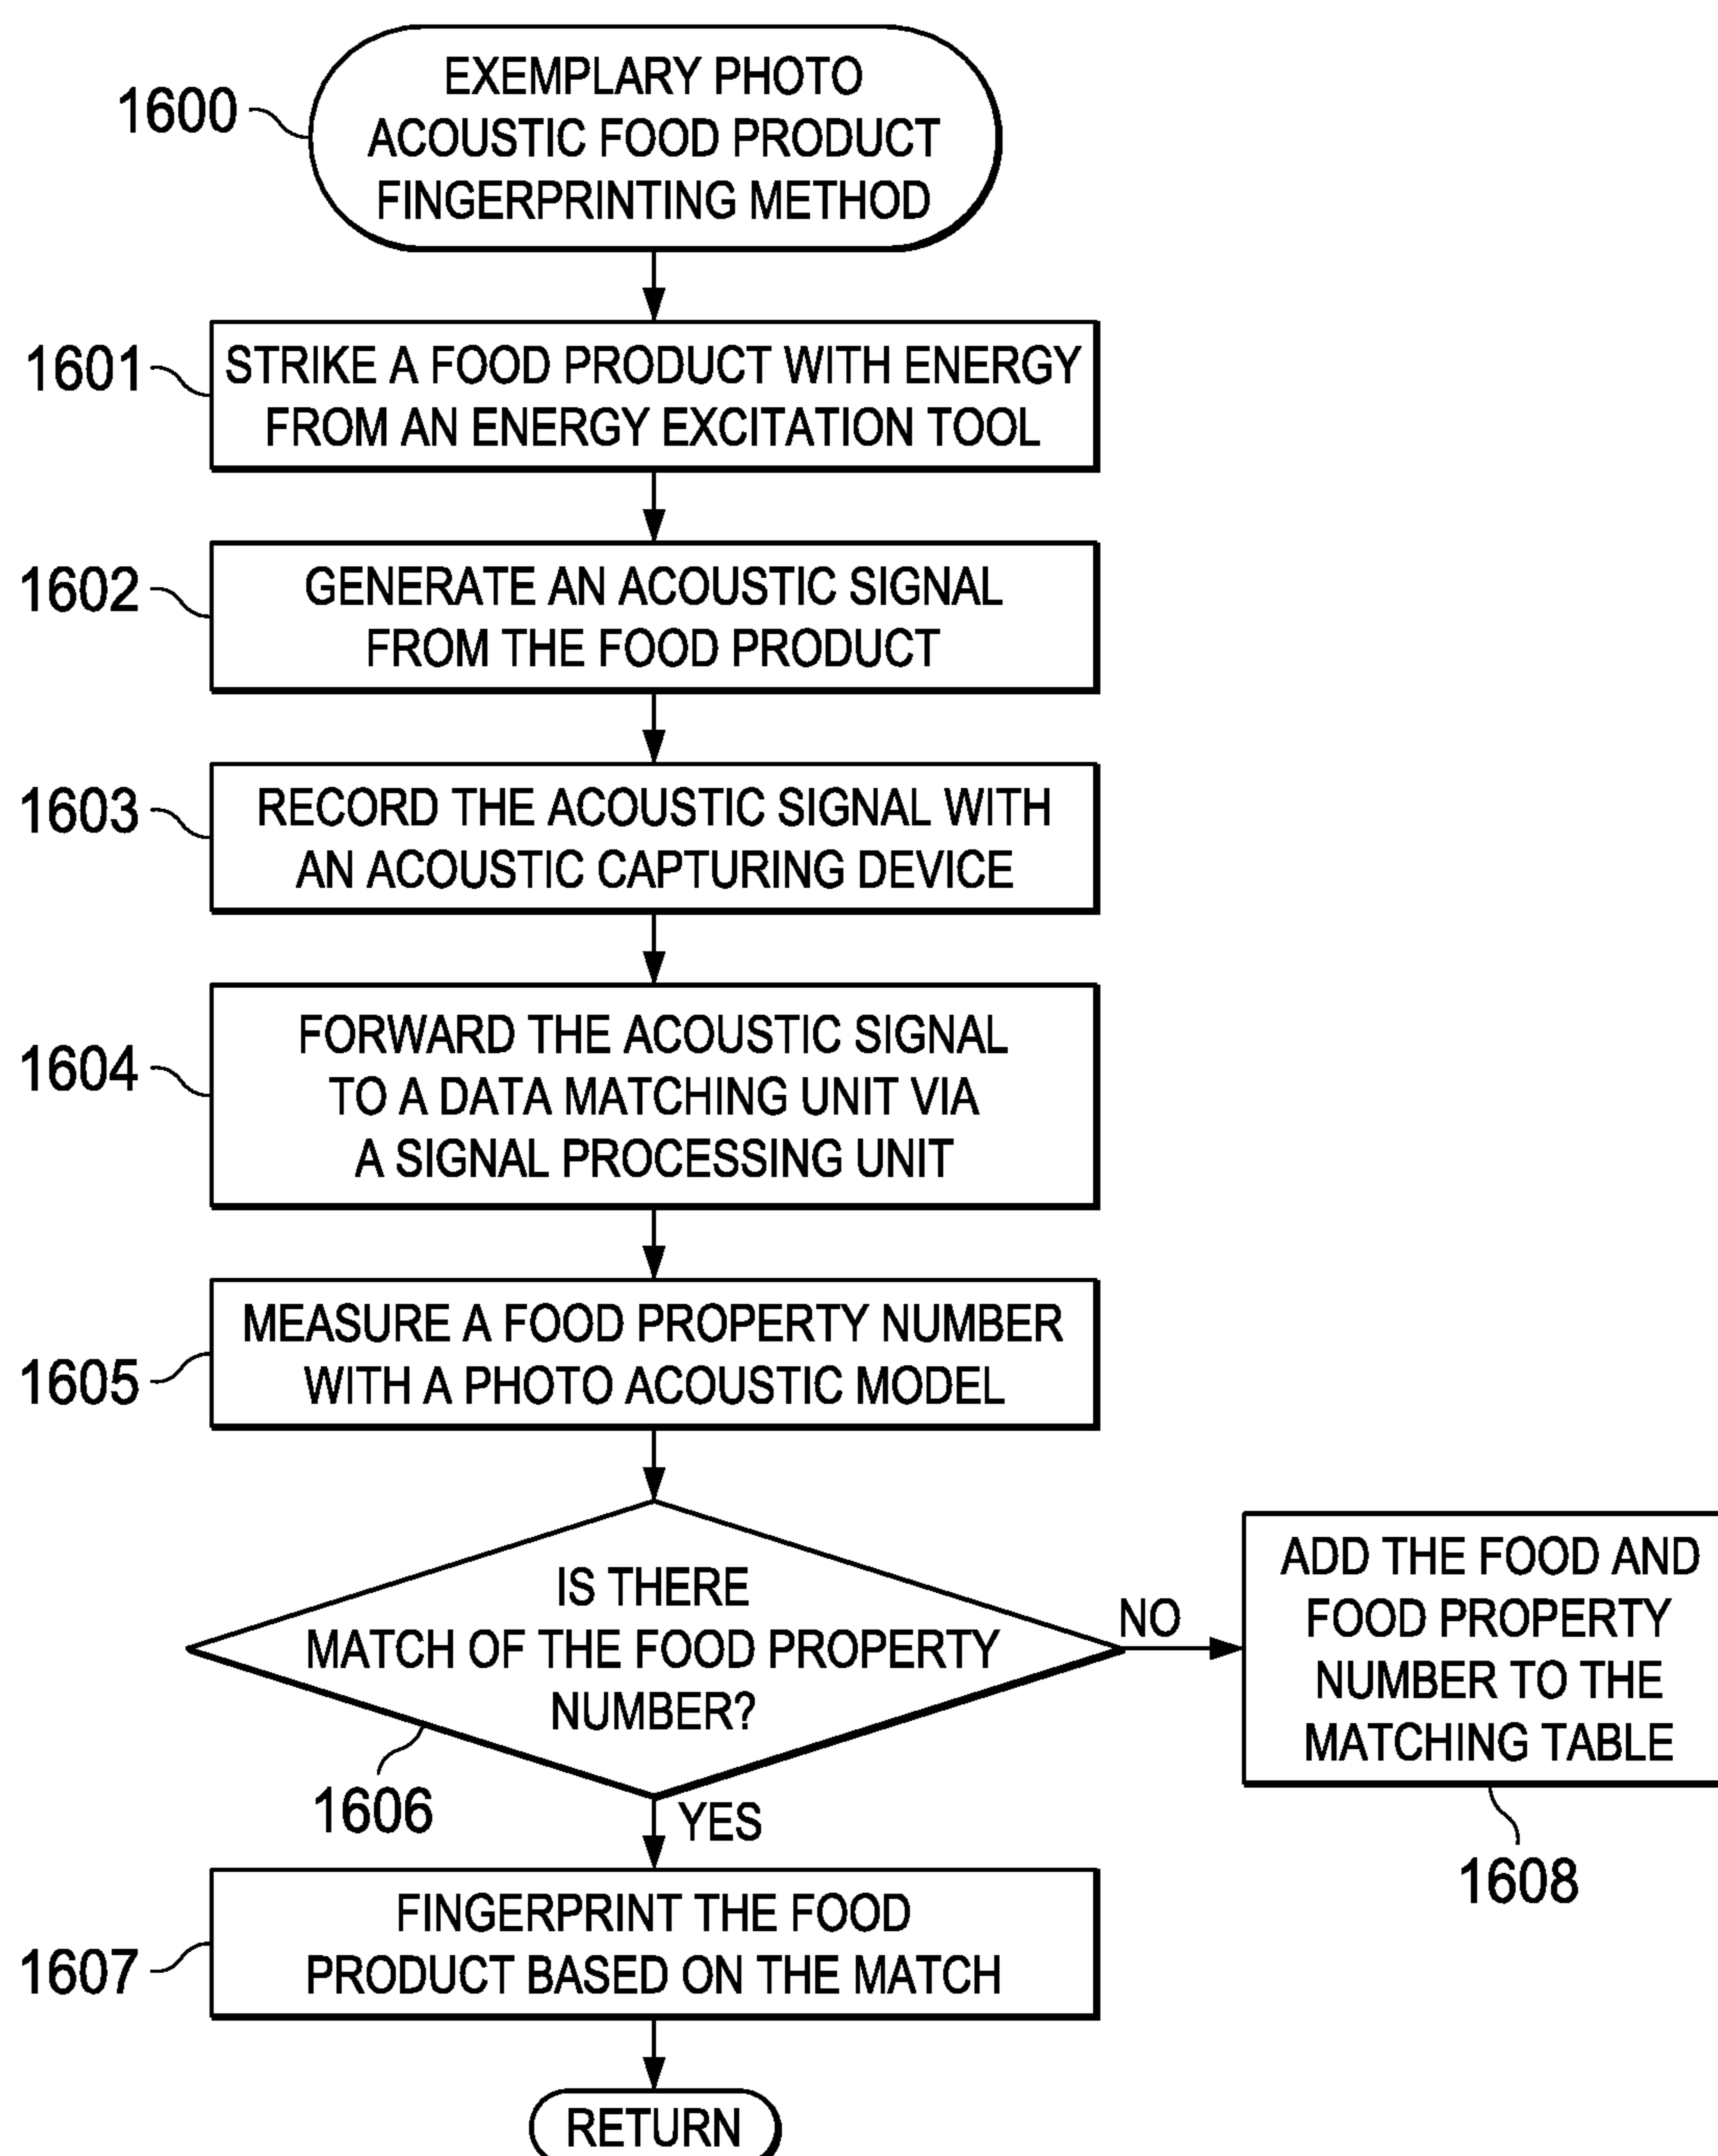 1600
EXEMPLARY PHOTO
ACOUSTIC FOOD PRODUCT
FINGERPRINTING METHOD
1601
STRIKE A FOOD PRODUCT WITH ENERGY
FROM AN ENERGY EXCITATION TOOL
1602
GENERATE AN ACOUSTIC SIGNAL
FROM THE FOOD PRODUCT
1603
RECORD THE ACOUSTIC SIGNAL WITH
AN ACOUSTIC CAPTURING DEVICE
1604
FORWARD THE ACOUSTIC SIGNAL
TO A DATA MATCHING UNIT VIA
A SIGNAL PROCESSING UNIT
1605
MEASURE A FOOD PROPERTY NUMBER
WITH A PHOTO ACOUSTIC MODEL
IS THERE
MATCH OF THE FOOD PROPERTY
NUMBER?
1606
NO
ADD THE FOOD AND
FOOD PROPERTY
NUMBER TO THE
MATCHING TABLE
1608
YES
1607
FINGERPRINT THE FOOD
PRODUCT BASED ON THE MATCH
RETURN